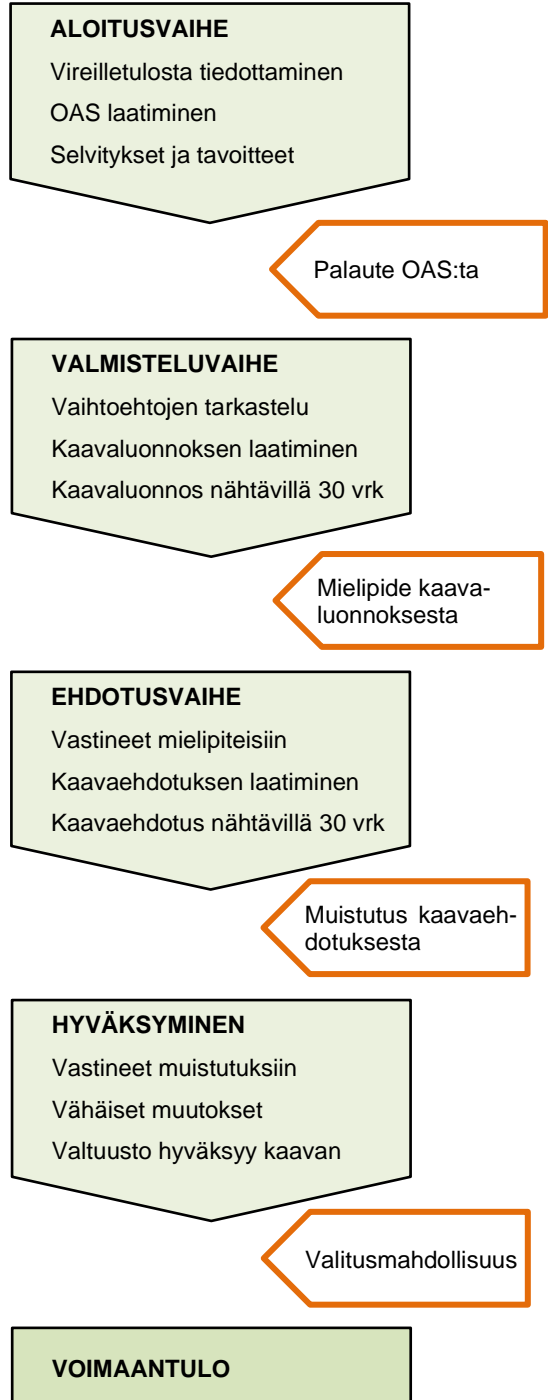 ALOITUSVAIHE
Vireilletulosta tiedottaminen
OAS laatiminen
Selvitykset ja tavoitteet
Palaute OAS:ta
VALMISTELUVAIHE
Vaihtoehtojen tarkastelu
Kaavaluonnoksen laatiminen
Kaavaluonnos nähtävillä 30 vrk
Mielipide kaava-
luonnoksesta
EHDOTUSVAIHE
Vastineet mielipiteisiin
Kaavaehdotuksen laatiminen
Kaavaehdotus nähtävillä 30 vrk
Muistutus kaavaeh-
dotuksesta
HYVÄKSYMINEN
Vastineet muistutuksiin
Vähäiset muutokset
Valtuusto hyväksyy kaavan
Valitusmahdollisuus
VOIMAANTULO